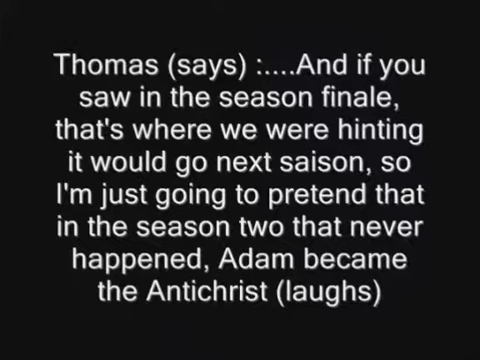 Thomas (says) :....And if you
saw in the season finale,
that's where we were hinting
it would go next saison, so
I'm just going to pretend that
in the season two that never
happened, Adam became
the Antichrist (laughs)